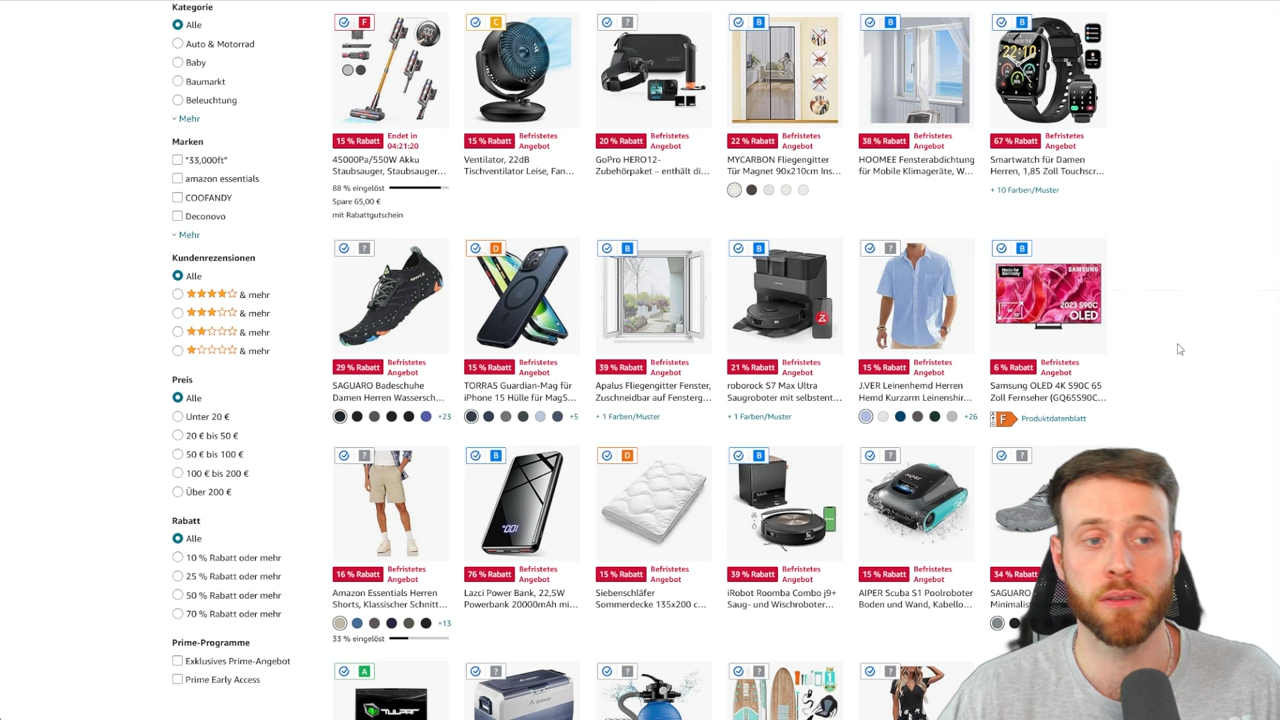 Kategorie
Alle
Auto & Motorrad
Baby
Baumarkt
Beleuchtung
Mehr
Marken
"33,000ft"
amazon essentials
COOFANDY
Deconovo
Mehr
Kundenrezensionen
Alle
& mehr
& mehr
& mehr
& mehr
Preis
Alle
Unter 20 €
20 € bis 50 €
50 € bis 100 €
100 € bis 200 €
Über 200 €
Rabatt
Alle
10 % Rabatt oder mehr
25 % Rabatt oder mehr
50 % Rabatt oder mehr
70 % Rabatt oder mehr
Prime-Programme
Exklusives Prime-Angebot
Prime Early Access
F
15 % Rabatt
Endet in
04:21:20
45000Pa/550W Akku
Staubsauger, Staubsauger...
88 % eingelöst
Spare 65,00 €
mit Rabattgutschein
C
15 % Rabatt
Befristetes
Angebot
Ventilator, 22dB
Tischventilator Leise, Fan...
?
20 % Rabatt
Befristetes
Angebot
GoPro HERO12-
Zubehörpaket – enthält di...
B
22 % Rabatt
Befristetes
Angebot
MYCARBON Fliegengitter
Tür Magnet 90x210cm Ins...
B
38 % Rabatt
Befristetes
Angebot
HOOMEE Fensterabdichtung
für Mobile Klimageräte, W...
B
22:10
67 % Rabatt
Befristetes
Angebot
Smartwatch für Damen
Herren, 1,85 Zoll Touchscr...
+ 10 Farben/Muster
?
29 % Rabatt
Befristetes
Angebot
SAGUARO Badeschuhe
Damen Herren Wassersch...
+23
D
15 % Rabatt
Befristetes
Angebot
TORRAS Guardian-Mag für
iPhone 15 Hülle für MagS...
+5
B
39 % Rabatt
Befristetes
Angebot
Apalus Fliegengitter Fenster,
Zuschneidbar auf Fensterg...
+ 1 Farben/Muster
B
21 % Rabatt
Befristetes
Angebot
roborock S7 Max Ultra
Saugroboter mit selbstent...
+ 1 Farben/Muster
?
15 % Rabatt
Befristetes
Angebot
J.VER Leinenhemd Herren
Hemd Kurzarm Leinenshir...
+26
B
SAMSUNG
2023 S90C
OLED
6 % Rabatt
Befristetes
Angebot
Samsung OLED 4K S90C 65
Zoll Fernseher (GQ65S90C...
F
Produktdatenblatt
?
16 % Rabatt
Befristetes
Angebot
Amazon Essentials Herren
Shorts, Klassischer Schnitt...
+13
33 % eingelöst
B
76 % Rabatt
Befristetes
Angebot
Lazci Power Bank, 22,5W
Powerbank 20000mAh mi...
D
15 % Rabatt
Befristetes
Angebot
Siebenschläfer
Sommerdecke 135x200 c...
B
39 % Rabatt
Befristetes
Angebot
iRobot Roomba Combo j9+
Saug- und Wischroboter...
?
AIPER
15 % Rabatt
Befristetes
Angebot
AIPER Scuba S1 Poolroboter
Boden und Wand, Kabello...
?
34 % Rabatt
SAGUARO
Minimalis
A
TULPAR
?
?
?
?